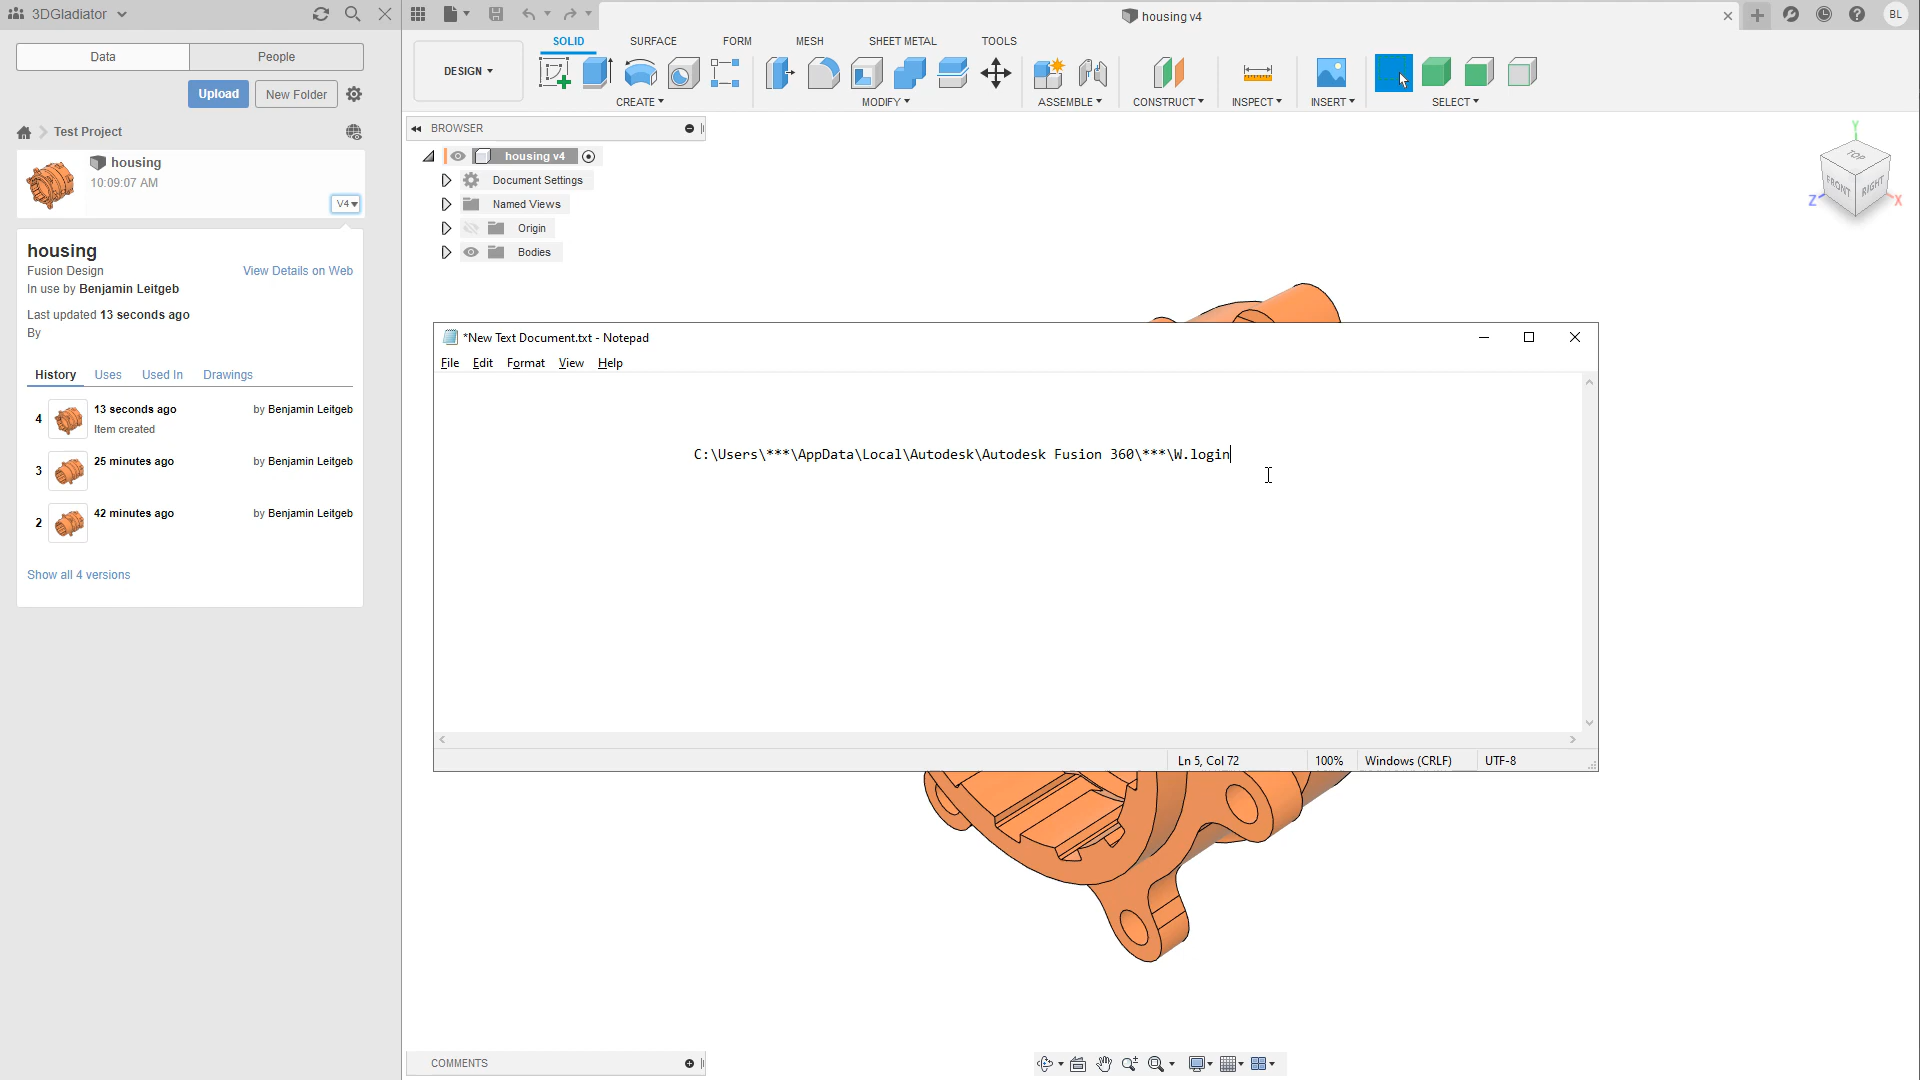 3DGladiator
housing v4
BL
Data
People
SOLID
SURFACE
FORM
MESH
SHEET METAL
TOOLS
DESIGN
Upload
New Folder
CREATE
MODIFY
ASSEMBLE
CONSTRUCT
INSPECT
INSERT
SELECT
Test Project
BROWSER
housing
10:09:07 AM
V4
housing v4
Document Settings
Named Views
Origin
Bodies
Y
TOP
FRONT
RIGHT
Z
X
housing
Fusion Design
View Details on Web
In use by Benjamin Leitgeb
Last updated 13 seconds ago
By
History
Uses
Used In
Drawings
4
13 seconds ago
by Benjamin Leitgeb
Item created
3
25 minutes ago
by Benjamin Leitgeb
2
42 minutes ago
by Benjamin Leitgeb
Show all 4 versions
*New Text Document.txt - Notepad
File
Edit
Format
View
Help
C:\Users\***\AppData\Local\Autodesk\Autodesk Fusion 360\***\W.login
Ln 5, Col 72
100%
Windows (CRLF)
UTF-8
COMMENTS